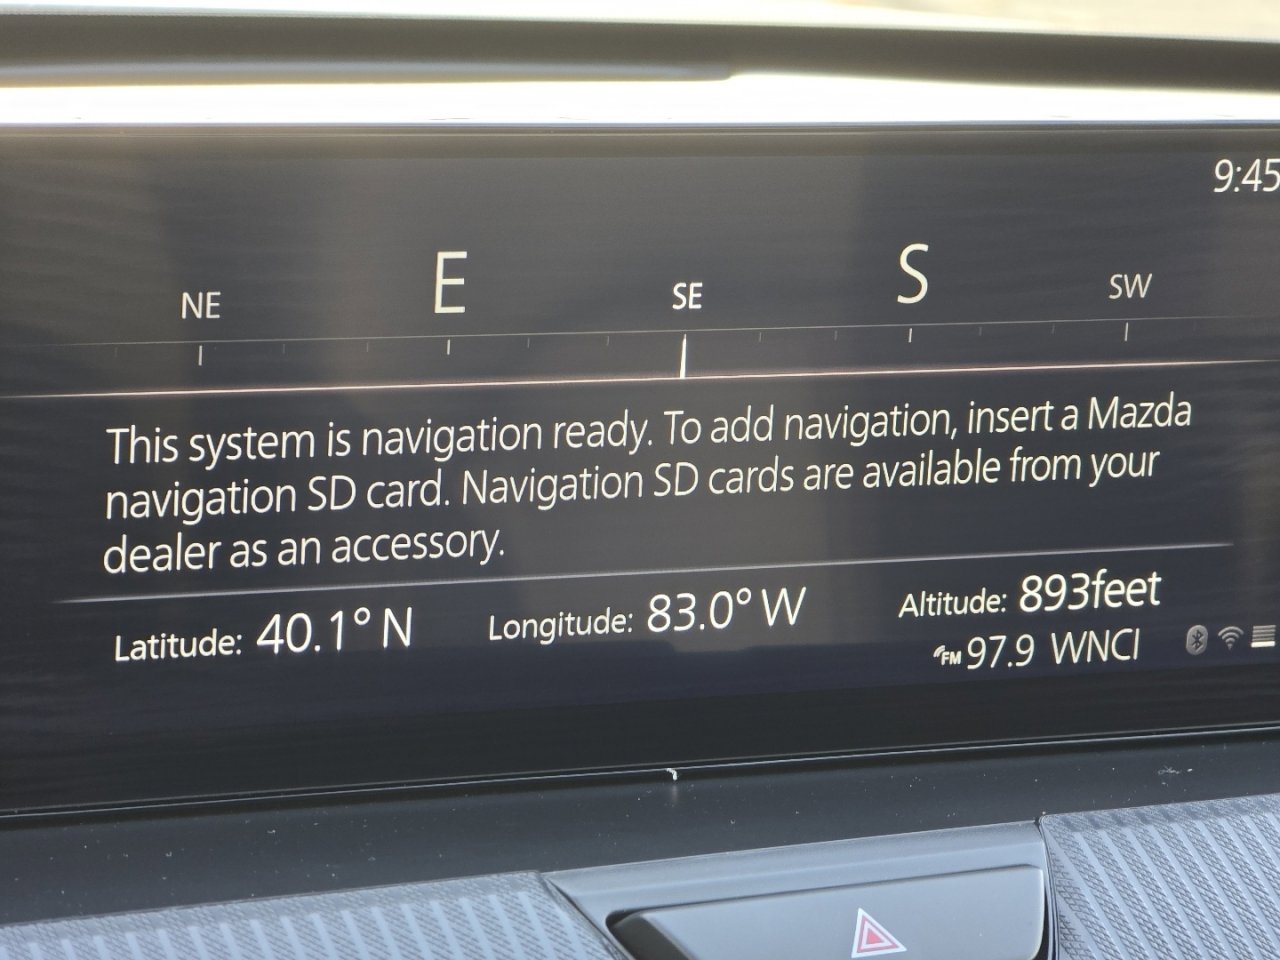 9:45
NE E SE S SW
This system is navigation ready. To add navigation, insert a Mazda
navigation SD card. Navigation SD cards are available from your
dealer as an accessory.
Latitude: 40.1° N Longitude: 83.0° W Altitude: 893feet
FM 97.9 WNCI